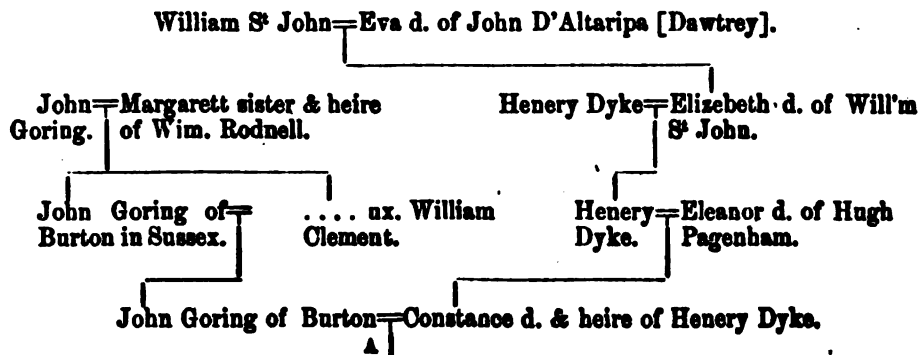 William St John=Eva d. of John D'Altaripa [Dawtrey].
John=Margarett sister & heire Henery Dyke=Elizebeth d. of Will'm
Goring. of Wim. Rodnell. St John.
John Goring of= .... ux. William Henery=Eleanor d. of Hugh
Burton in Sussex. Clement. Dyke. Pagenham.
John Goring of Burton=Constance d. & heire of Henery Dyke.
A